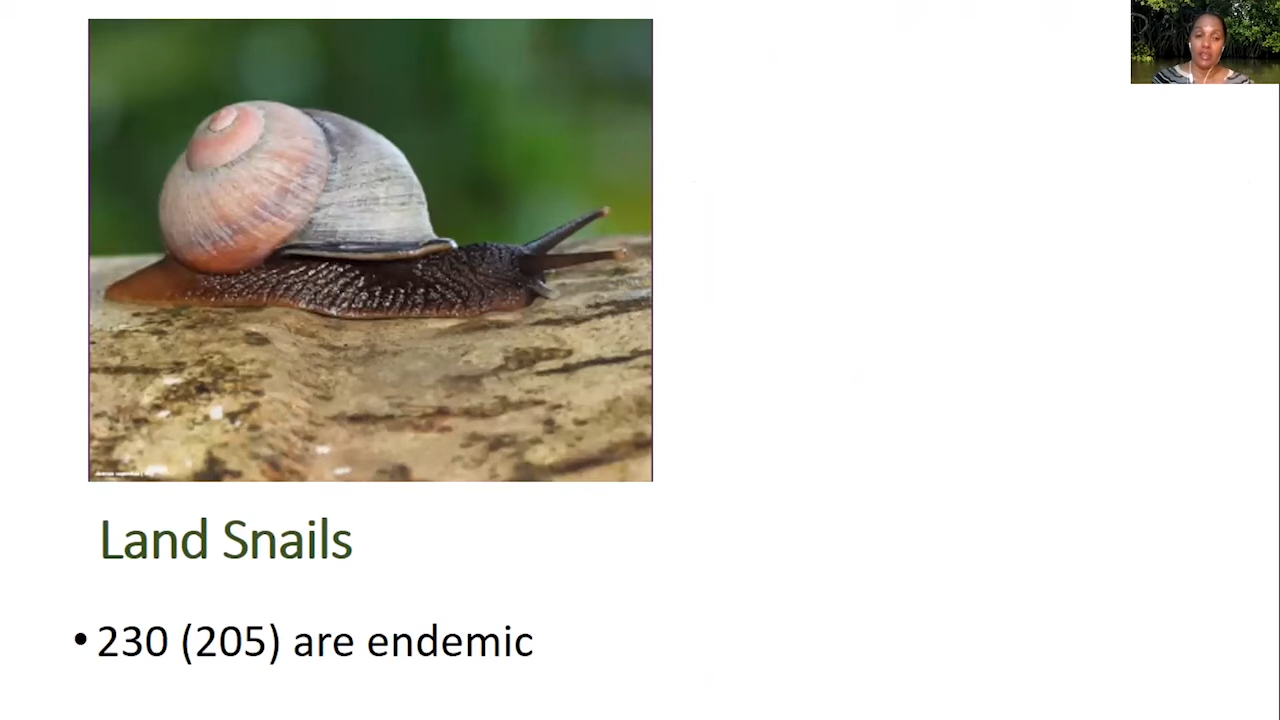 Land Snails
• 230 (205) are endemic